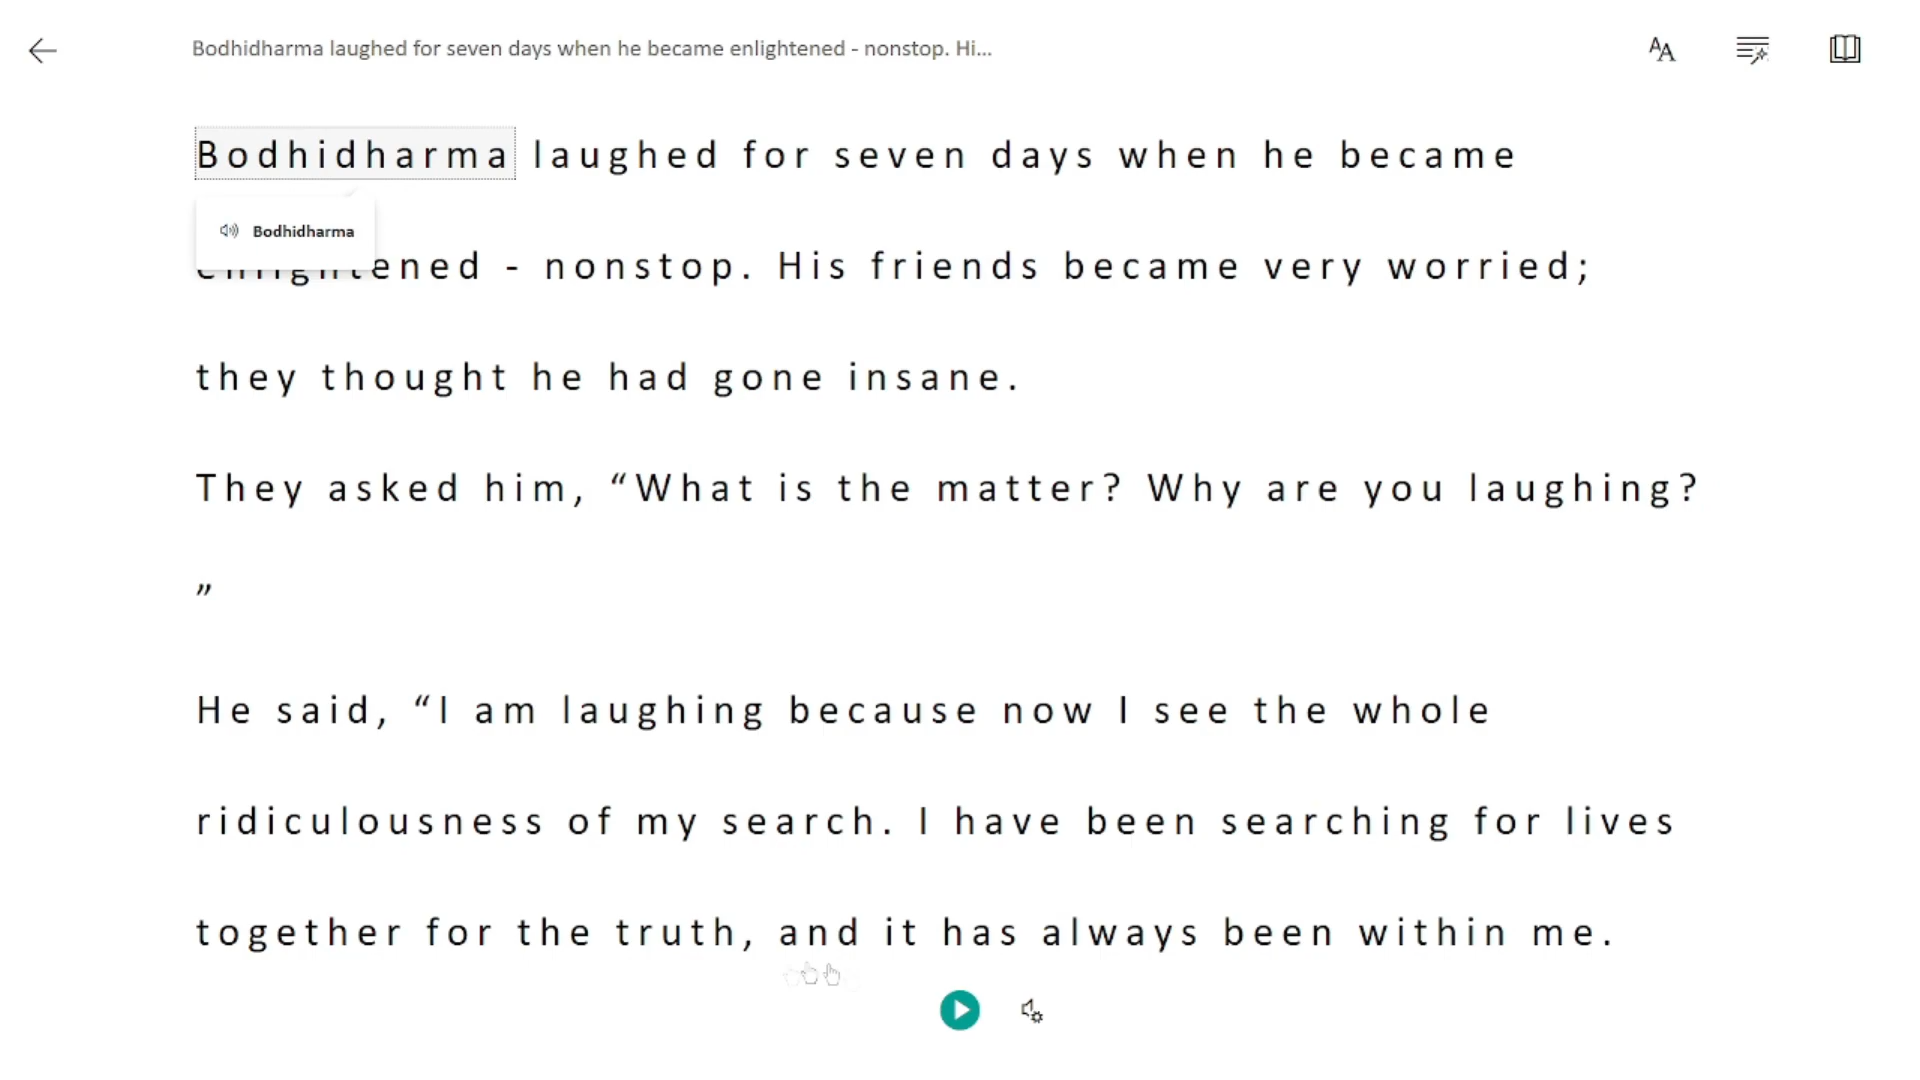 Bodhidharma laughed for seven days when he became enlightened - nonstop. Hi...
Bodhidharma laughed for seven days when he became
Bodhidharma
enlightened - nonstop. His friends became very worried;
they thought he had gone insane.
They asked him, “What is the matter? Why are you laughing?
”
He said, “I am laughing because now I see the whole
ridiculousness of my search. I have been searching for lives
together for the truth, and it has always been within me.